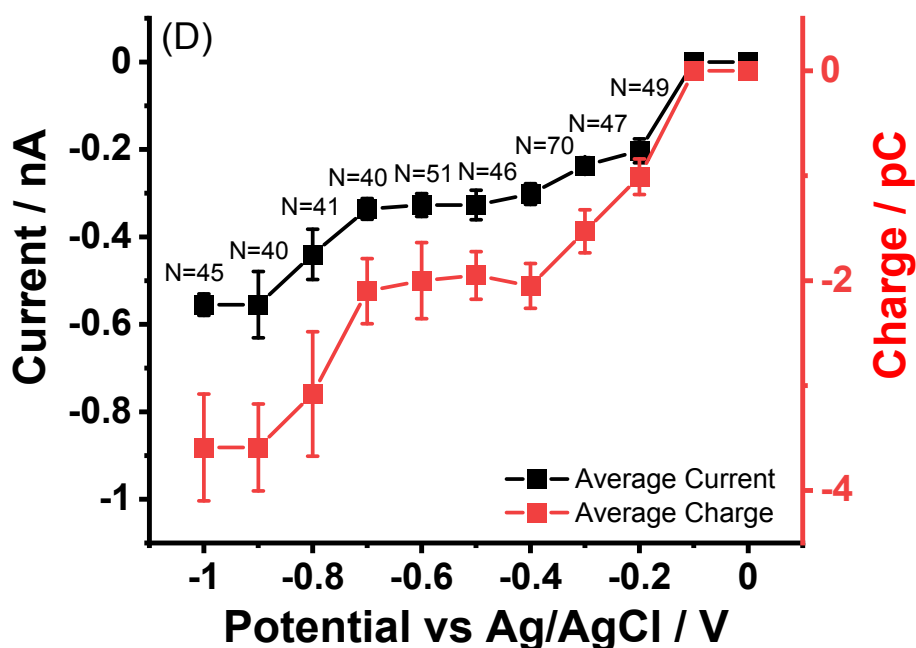 (D)
Current / nA
0
-0.2
-0.4
-0.6
-0.8
-1
N=45
N=40
N=41
N=40
N=51
N=46
N=70
N=47
N=49
0
-2
-4
Charge / pC
Average Current
Average Charge
-1
-0.8
-0.6
-0.4
-0.2
0
Potential vs Ag/AgCl / V